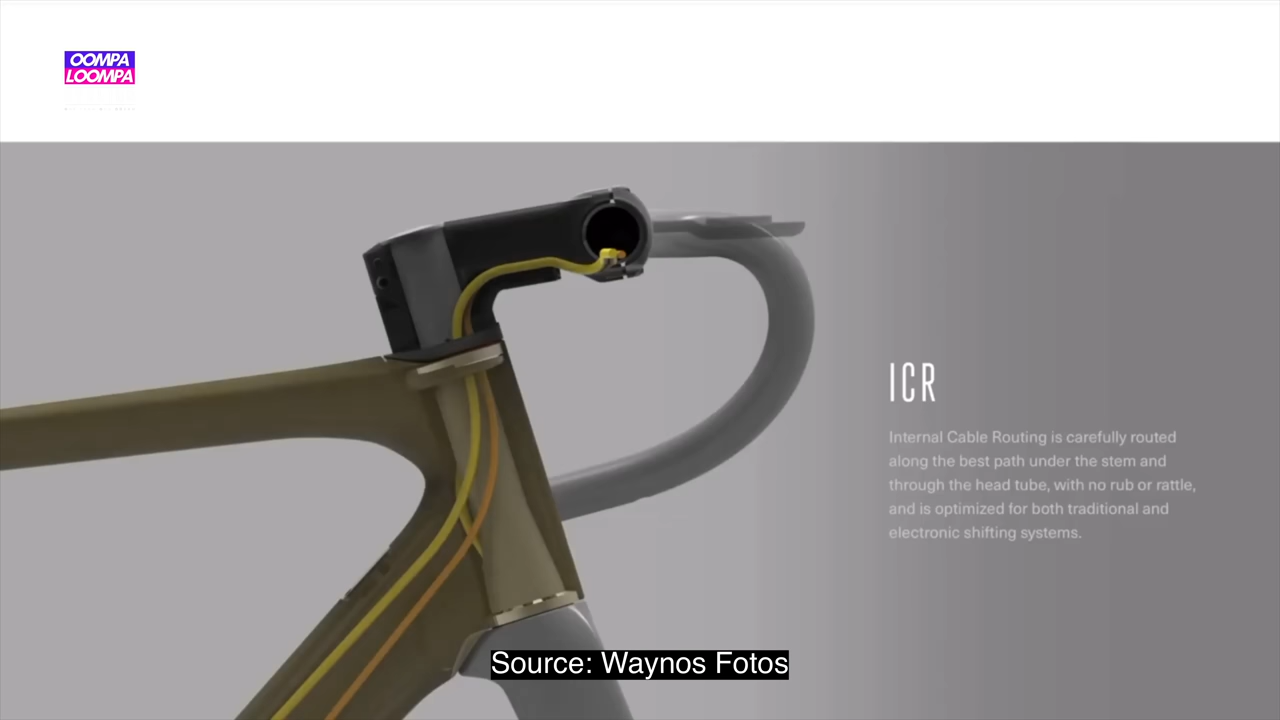 OOMPA
LOOMPA
ICR
Internal Cable Routing is carefully routed
along the best path under the stem and
through the head tube, with no rub or rattle,
and is optimized for both traditional and
electronic shifting systems.
Source: Waynos Fotos